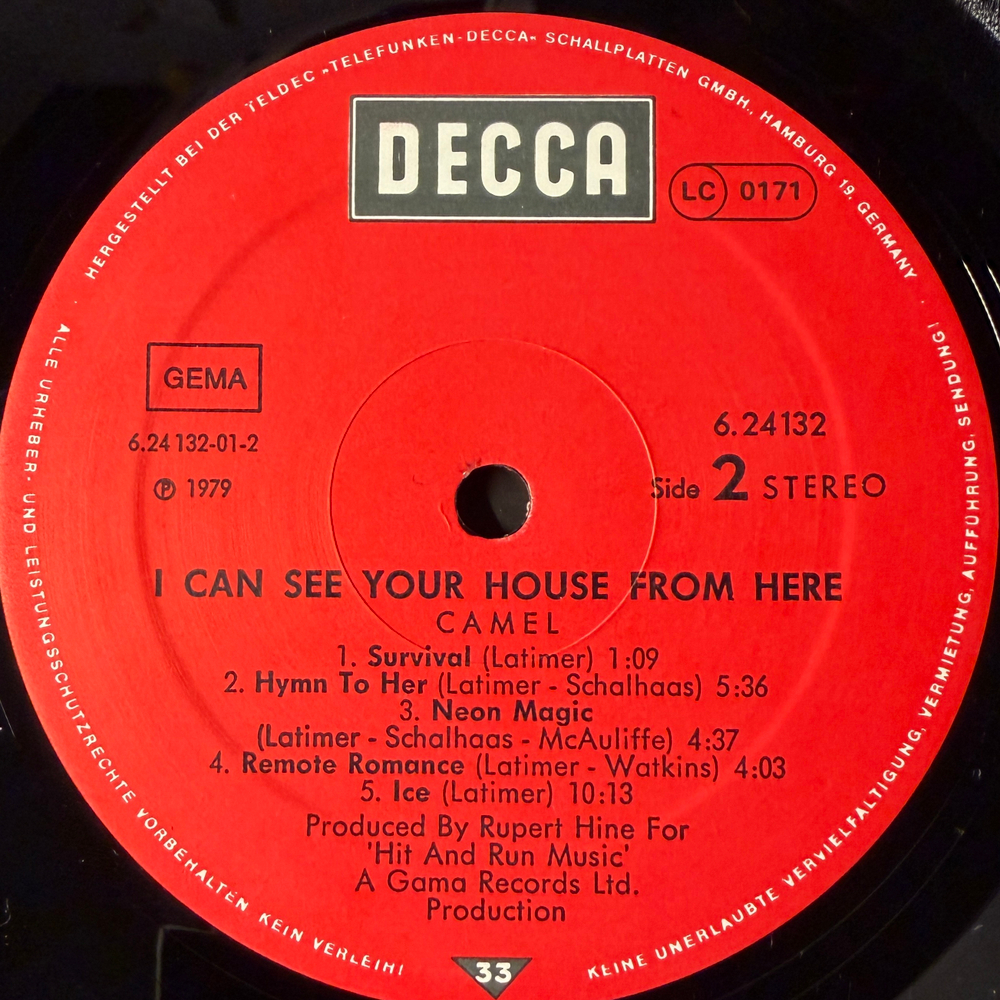 HERGESTELLT BEI DER TELDEC »TELEFUNKEN-DECCA« SCHALLPLATTEN GMBH., HAMBURG 19, GERMANY
DECCA
LC 0171
GEMA
6.24132-01-2
℗ 1979
6.24132
Side 2 STEREO
I CAN SEE YOUR HOUSE FROM HERE
CAMEL
1. Survival (Latimer) 1:09
2. Hymn To Her (Latimer - Schalhaas) 5:36
3. Neon Magic
(Latimer - Schalhaas - McAuliffe) 4:37
4. Remote Romance (Latimer - Watkins) 4:03
5. Ice (Latimer) 10:13
Produced By Rupert Hine For
'Hit And Run Music'
A Gama Records Ltd.
Production
33
ALLE URHEBER- UND LEISTUNGSSCHUTZRECHTE VORBEHALTEN KEIN VERLEIH!
KEINE UNERLAUBTE VERVIELFALTIGUNG, VERMIETUNG, AUFFÜHRUNG, SENDUNG!